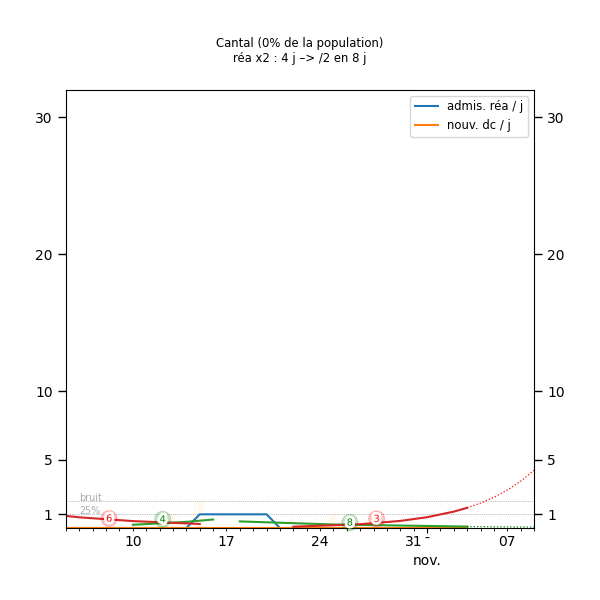 Cantal (0% de la population)
réa x2 : 4 j –> /2 en 8 j
admis. réa / j
nouv. dc / j
30 30
20 20
10 10
5 5
bruit
25%
1 1
6 4 8 3
10 17 24 31 - 07
nov.